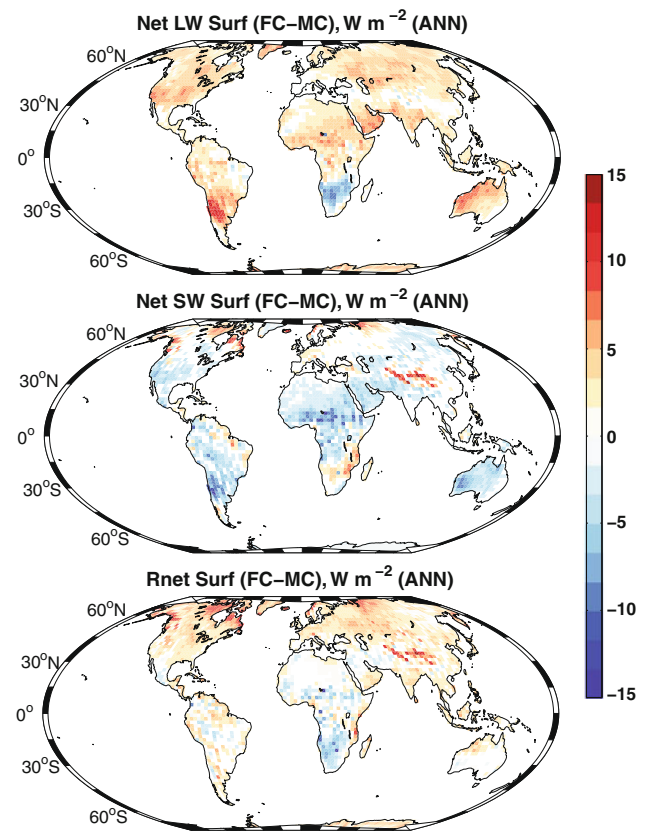 Net LW Surf (FC−MC), W m⁻² (ANN)
60°N
30°N
0°
30°S
60°S
Net SW Surf (FC−MC), W m⁻² (ANN)
60°N
30°N
0°
30°S
60°S
Rnet Surf (FC−MC), W m⁻² (ANN)
60°N
30°N
0°
30°S
60°S
15
10
5
0
−5
−10
−15